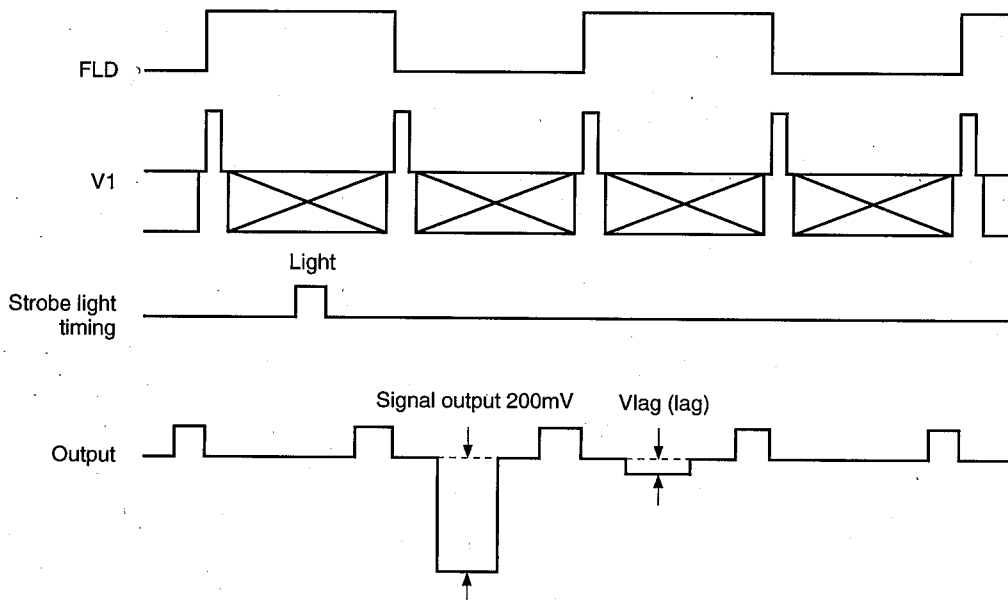 FLD
V1
Light
Strobe light
timing
Signal output 200mV
Vlag (lag)
Output